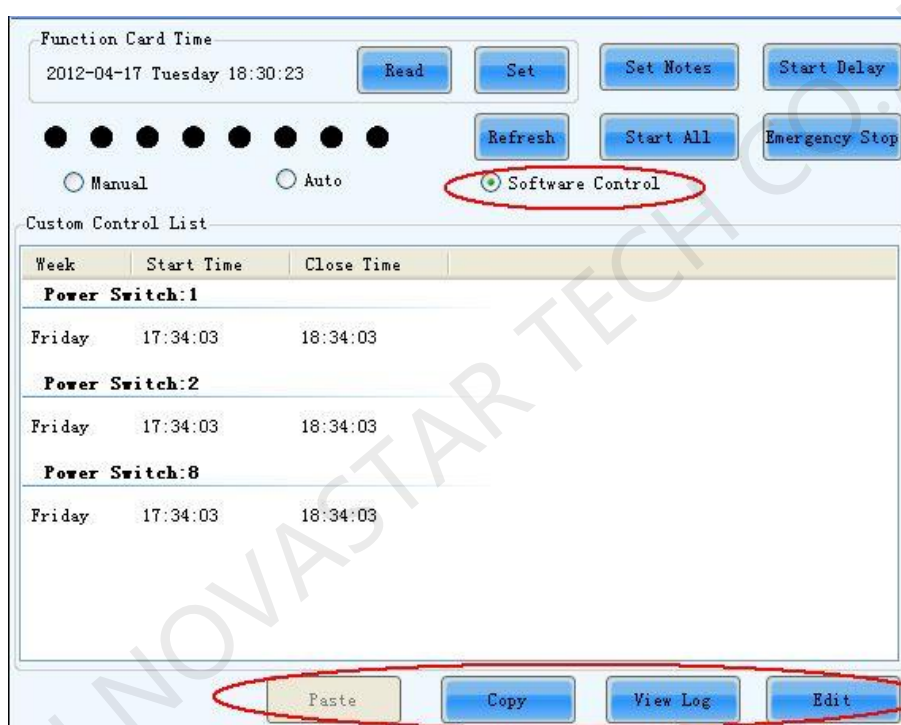 Function Card Time
2012-04-17 Tuesday 18:30:23 Read Set Set Notes Start Delay
Refresh Start All Emergency Stop
Manual Auto Software Control
Custom Control List
Week Start Time Close Time
Power Switch:1
Friday 17:34:03 18:34:03
Power Switch:2
Friday 17:34:03 18:34:03
Power Switch:8
Friday 17:34:03 18:34:03
Paste Copy View Log Edit
NOVASTAR TECH CO.